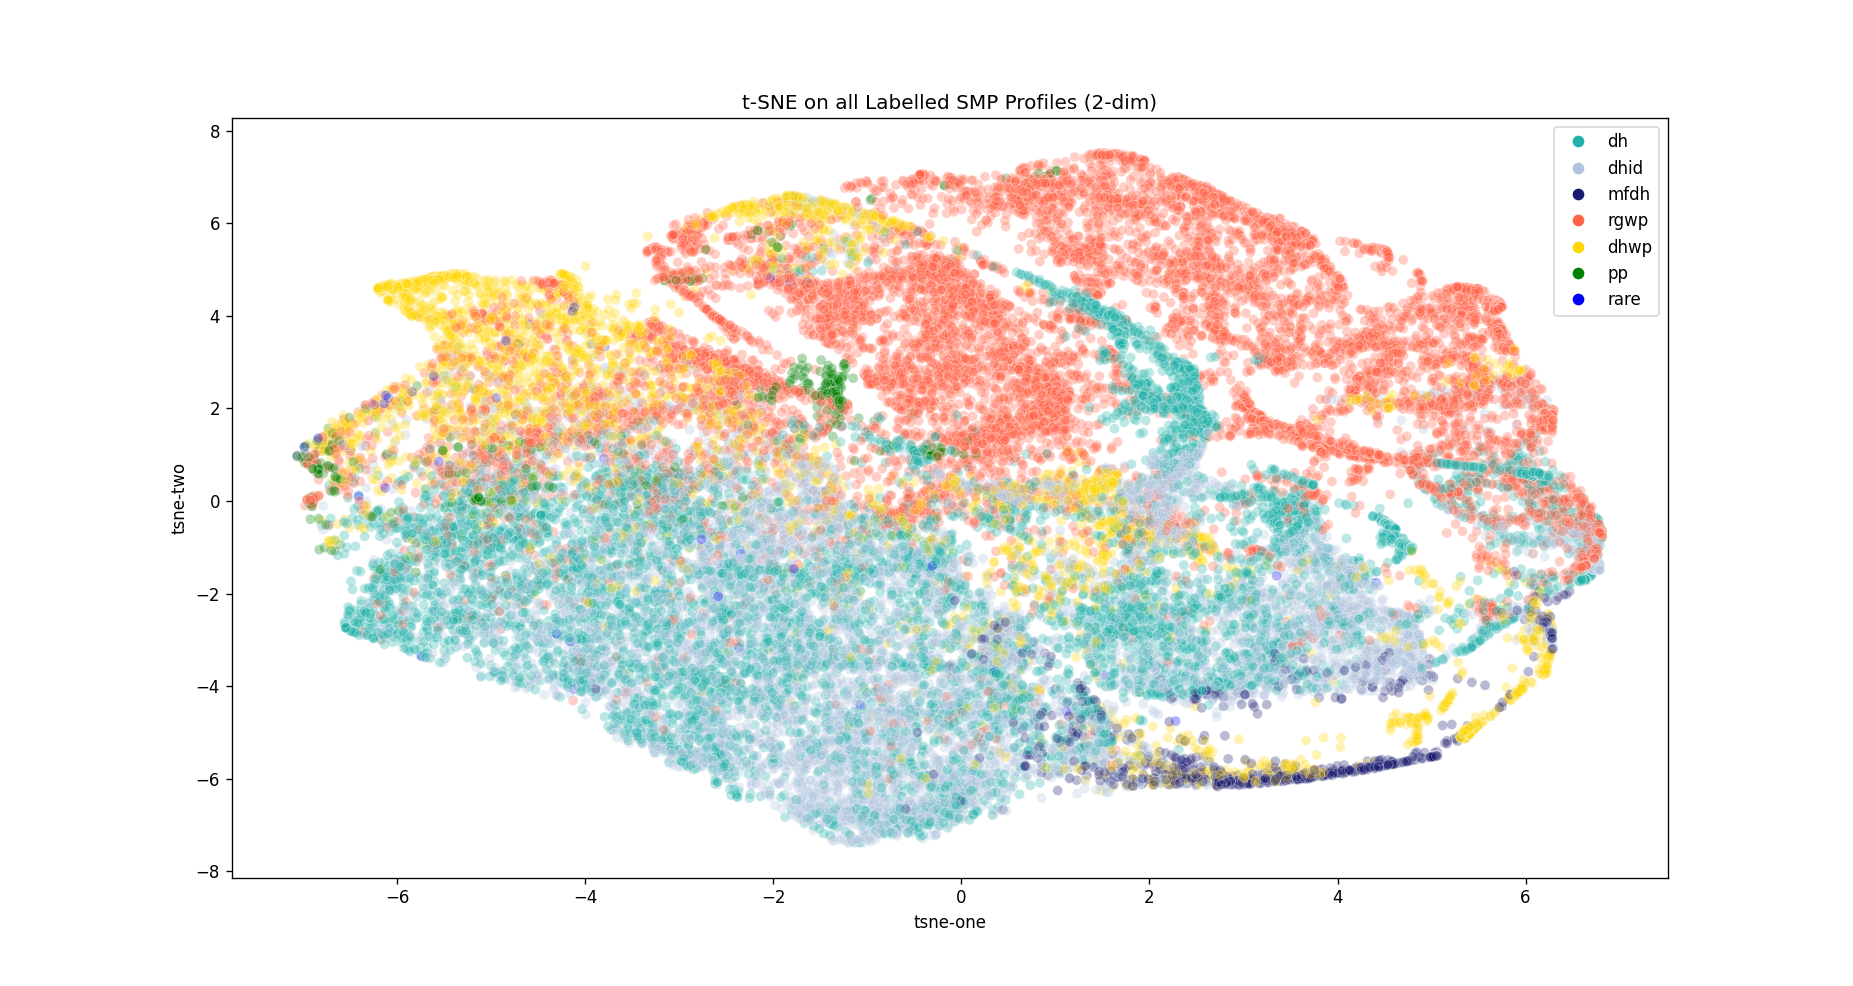 t-SNE on all Labelled SMP Profiles (2-dim)
8
6
4
2
0
−2
−4
−6
−8
tsne-two
dh
dhid
mfdh
rgwp
dhwp
pp
rare
−6
−4
−2
0
2
4
6
tsne-one